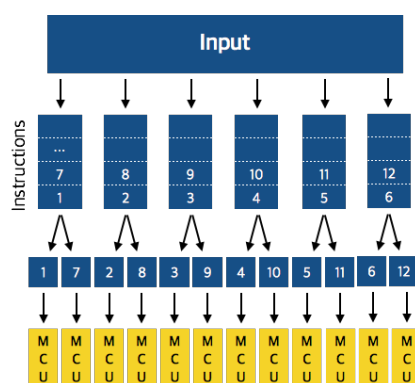 Input
Instructions
...
7 8 9 10 11 12
1 2 3 4 5 6
1 7 2 8 3 9 4 10 5 11 6 12
M M M M M M M M M M M M
C C C C C C C C C C C C
U U U U U U U U U U U U